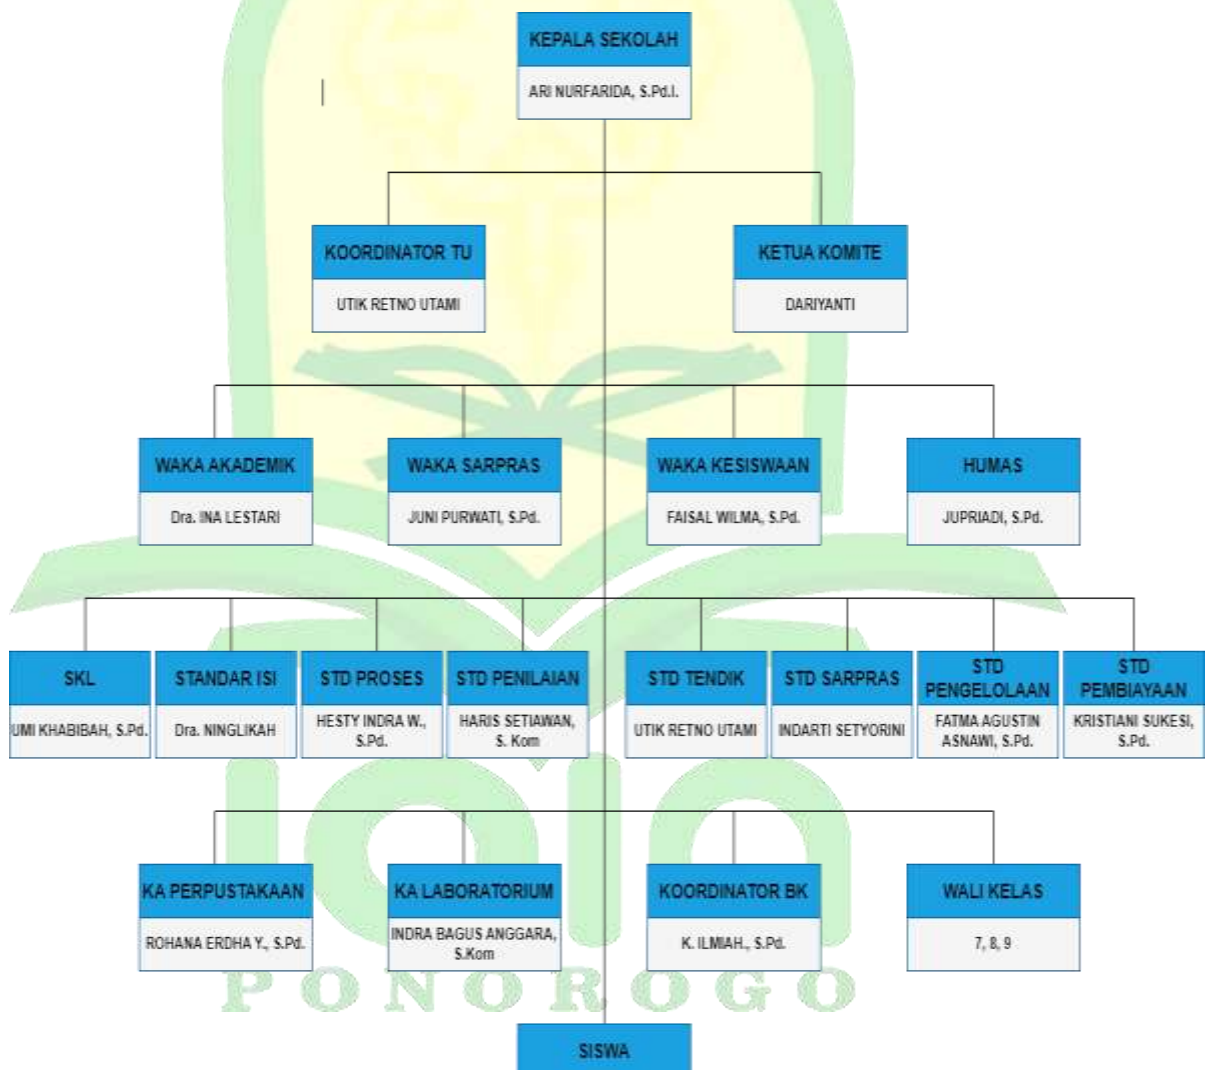 KEPALA SEKOLAH
ARI NURFARIDA, S.Pd.I.
KOORDINATOR TU
UTIK RETNO UTAMI
KETUA KOMITE
DARIYANTI
WAKA AKADEMIK
Dra. INA LESTARI
WAKA SARPRAS
JUNI PURWATI, S.Pd.
WAKA KESISWAAN
FAISAL WILMA, S.Pd.
HUMAS
JUPRIADI, S.Pd.
SKL
UMI KHABIBAH, S.Pd.
STANDAR ISI
Dra. NINGLIKAH
STD PROSES
HESTY INDRA W.,
S.Pd.
STD PENILAIAN
HARIS SETIAWAN,
S. Kom
STD TENDIK
UTIK RETNO UTAMI
STD SARPRAS
INDARTI SETYORINI
STD
PENGELOLAAN
FATMA AGUSTIN
ASNAWI, S.Pd.
STD
PEMBIAYAAN
KRISTIANI SUKESI,
S.Pd.
KA PERPUSTAKAAN
ROHANA ERDHA Y., S.Pd.
KA LABORATORIUM
INDRA BAGUS ANGGARA,
S.Kom
KOORDINATOR BK
K. ILMIAH., S.Pd.
WALI KELAS
7, 8, 9
iain
PONOROGO
SISWA